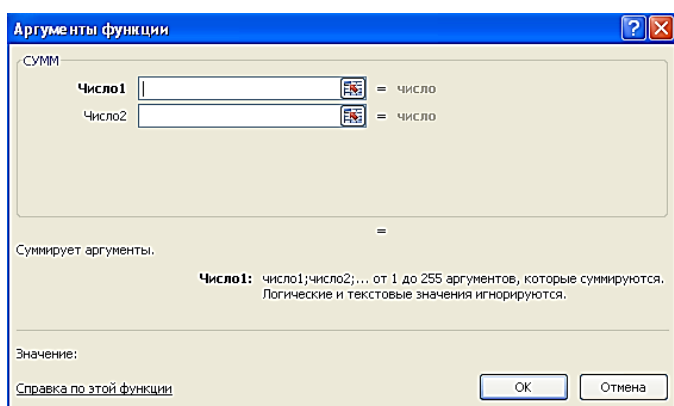 Аргументы функции
СУММ
Число1 = число
Число2 = число
=
Суммирует аргументы.
Число1: число1;число2;... от 1 до 255 аргументов, которые суммируются.
Логические и текстовые значения игнорируются.
Значение:
Справка по этой функции
ОК Отмена